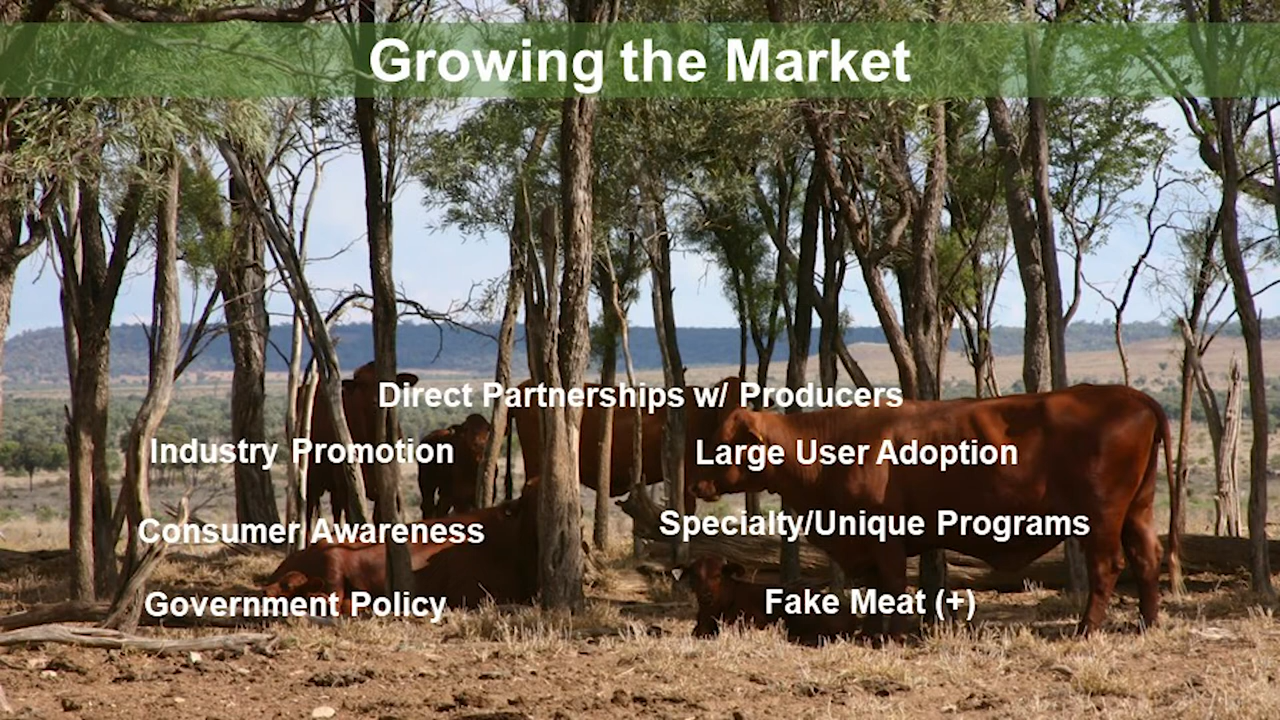 Growing the Market
Direct Partnerships w/ Producers
Industry Promotion
Large User Adoption
Consumer Awareness
Specialty/Unique Programs
Government Policy
Fake Meat (+)